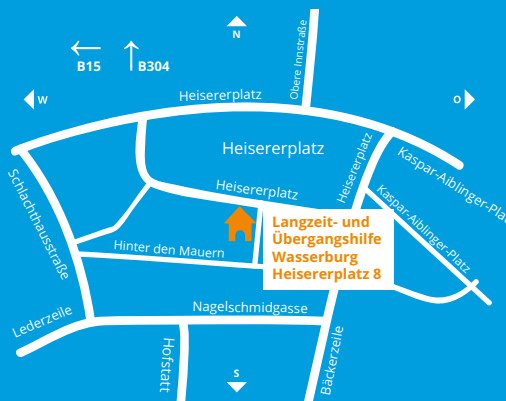 N
Obere Innstraße
B15
B304
W
O
Heisererplatz
Heisererplatz
Heisererplatz
Kaspar-Aiblinger-Pla
Schlachthausstraße
Heisererplatz
Kaspar-Aiblinger-Platz
Langzeit- und
Übergangshilfe
Wasserburg
Heisererplatz 8
Hinter den Mauern
Nagelschmidgasse
Lederzeile
Hofstatt
Bäckerzeile
S